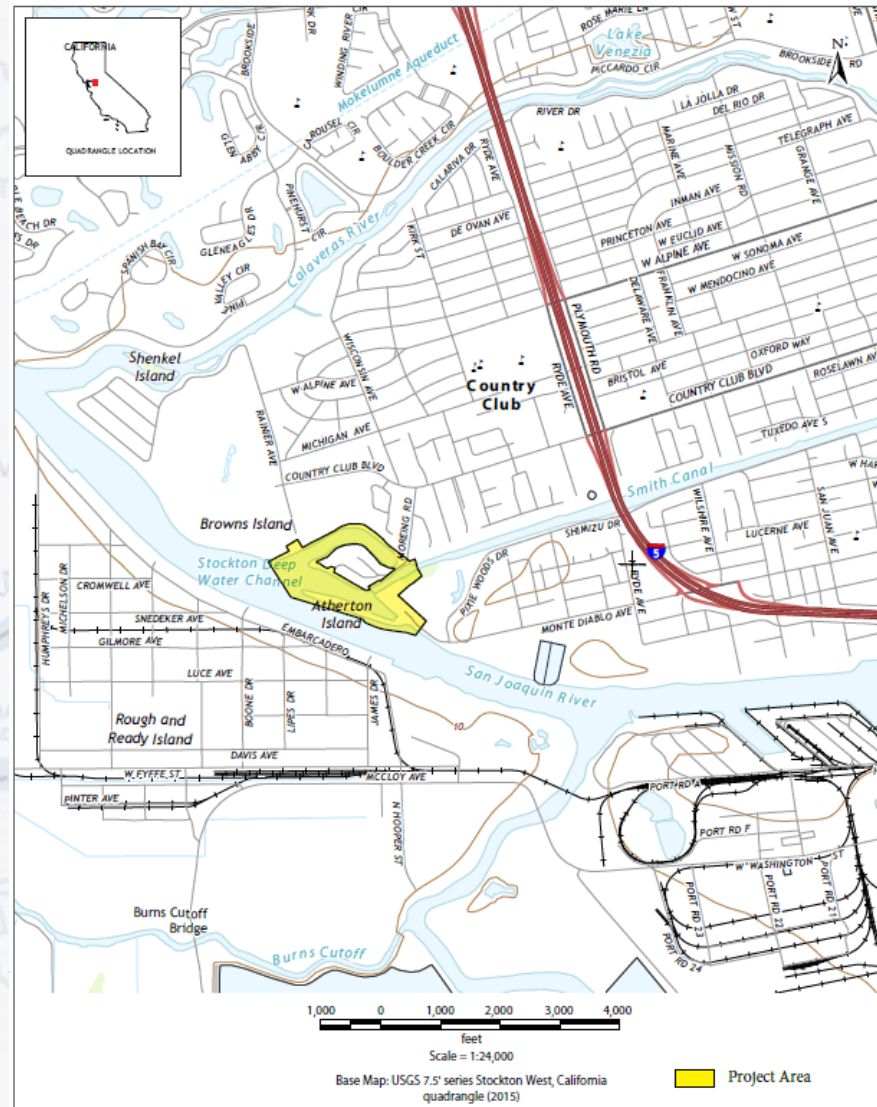 CALIFORNIA
QUADRANGLE LOCATION
N
BROOKSIDE
WINDING RIVER
CIR
Mokelumne Aqueduct
ROSE MARIE LN
Lake
Venezia
PICCARDO CIR
BROOKSIDE RD
RIVER DR
LA JOLLA DR
DEL RIO DR
TELEGRAPH AVE
GLEN
ABBY CIR
BOULDER CREEK CIR
CALARIVA DR
RYDE AVE
MARINE AVE
MISSION RD
GRANGE AVE
INMAN AVE
PINEHURST
CIR
DE OVAN AVE
KIRK ST
PRINCETON AVE
W EUCLID AVE
W ALPINE AVE
W SONOMA AVE
W MENDOCINO AVE
GLENEAGLES DR
SPANISH BAY CIR
Calaveras River
VALLEY CIR
PINA
DELAWARE AVE
FRANKLIN AVE
PLYMOUTH RD
RYDE AVE
OXFORD WAY
BRISTOL AVE
COUNTRY CLUB BLVD
ROSELAWN AV
Shenkel
Island
WISCONSIN AVE
W ALPINE AVE
Country
Club
RAINIER AVE
MICHIGAN AVE
COUNTRY CLUB BLVD
TUXEDO AVE S
Smith Canal
W HAR
MOREING RD
SHIMIZU DR
WILSHIRE AVE
LUCERNE AVE
SAN JUAN AVE
Browns Island
5
Stockton Deep
Water Channel
PIXIE WOODS DR
RYDE AVE
Atherton
Island
MONTE DIABLO AVE
HUMPHREYS DR
MICHELSON DR
CROMWELL AVE
SNEDEKER AVE
GILMORE AVE
EMBARCADERO
LUCE AVE
San Joaquin River
BOONE DR
LIPES DR
JAMES DR
Rough and
Ready Island
10
DAVIS AVE
W FYFFE ST
MCCLOY AVE
PINTER AVE
N HOOPER ST
PORT RD A
PORT RD F
W WASHINGTON ST
PORT RD 23
PORT RD 22
PORT RD 21
PORT RD 24
Burns Cutoff
Bridge
Burns Cutoff
1,000 0 1,000 2,000 3,000 4,000
feet
Scale = 1:24,000
Base Map: USGS 7.5' series Stockton West, California
quadrangle (2015)
Project Area